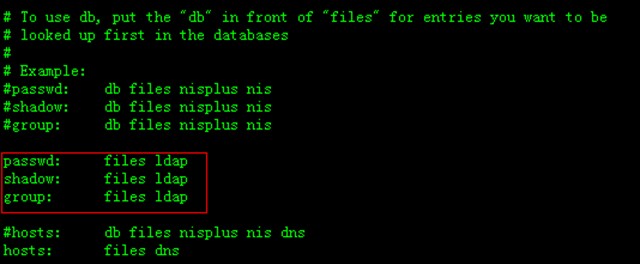 # To use db, put the "db" in front of "files" for entries you want to be
# looked up first in the databases
#
# Example:
#passwd:    db files nisplus nis
#shadow:    db files nisplus nis
#group:     db files nisplus nis
passwd:     files ldap
shadow:     files ldap
group:      files ldap
#hosts:     db files nisplus nis dns
hosts:      files dns